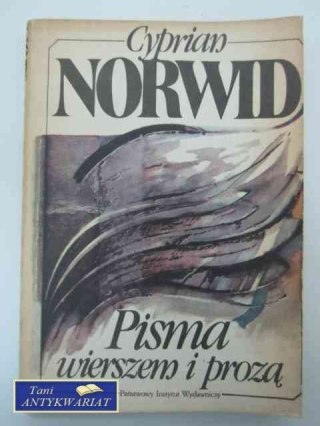 Cyprian
NORWID
Pisma
wierszem i prozą
Państwowy Instytut Wydawniczy
Tani
ANTYKWARIAT